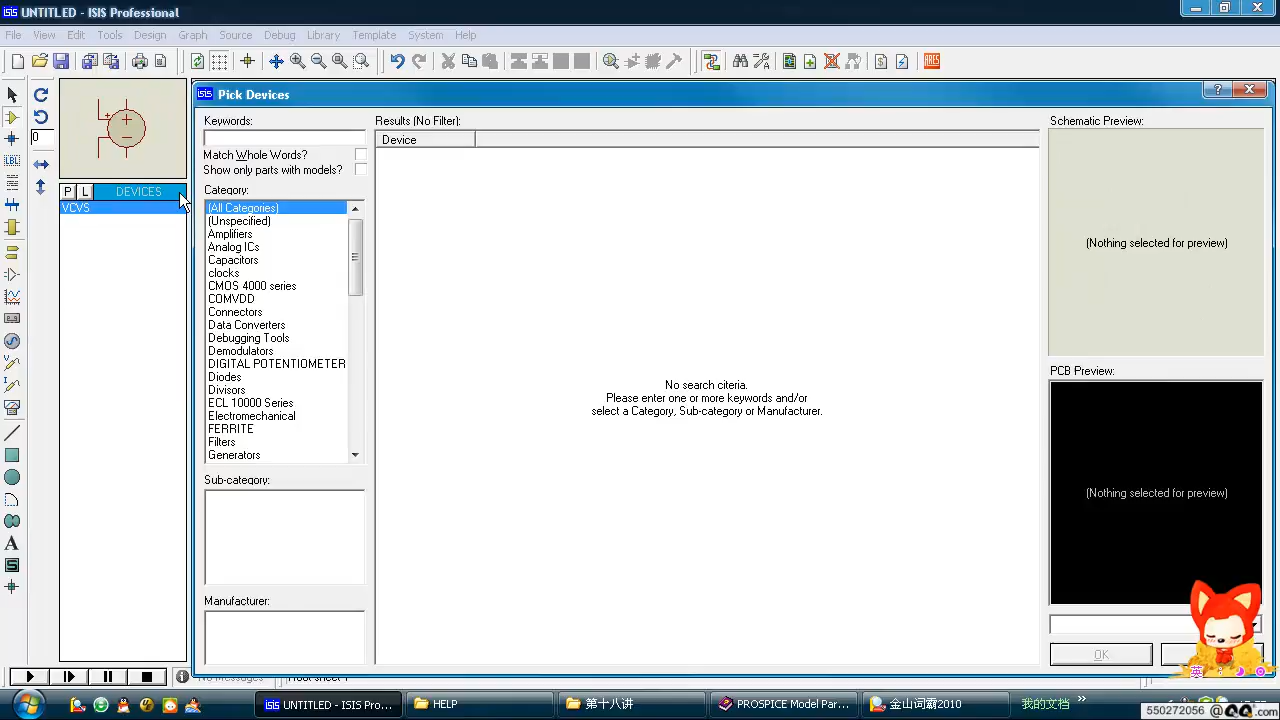 UNTITLED - ISIS Professional
File View Edit Tools Design Graph Source Debug Library Template System Help
ARES
Pick Devices
Keywords:
Results (No Filter):
Schematic Preview:
Device
Match Whole Words?
Show only parts with models?
Category:
0
LBL
P L DEVICES
VCVS
(All Categories)
(Unspecified)
Amplifiers
Analog ICs
Capacitors
clocks
CMOS 4000 series
COMVDD
Connectors
Data Converters
Debugging Tools
Demodulators
DIGITAL POTENTIOMETER
Diodes
Divisors
ECL 10000 Series
Electromechanical
FERRITE
Filters
Generators
(Nothing selected for preview)
PCB Preview:
No search citeria.
Please enter one or more keywords and/or
select a Category, Sub-category or Manufacturer.
(Nothing selected for preview)
Sub-category:
Manufacturer:
OK
英
UNTITLED - ISIS Pro...
HELP
第十八讲
PROSPICE Model Par...
金山词霸2010
我的文档
550272056@QQ.com